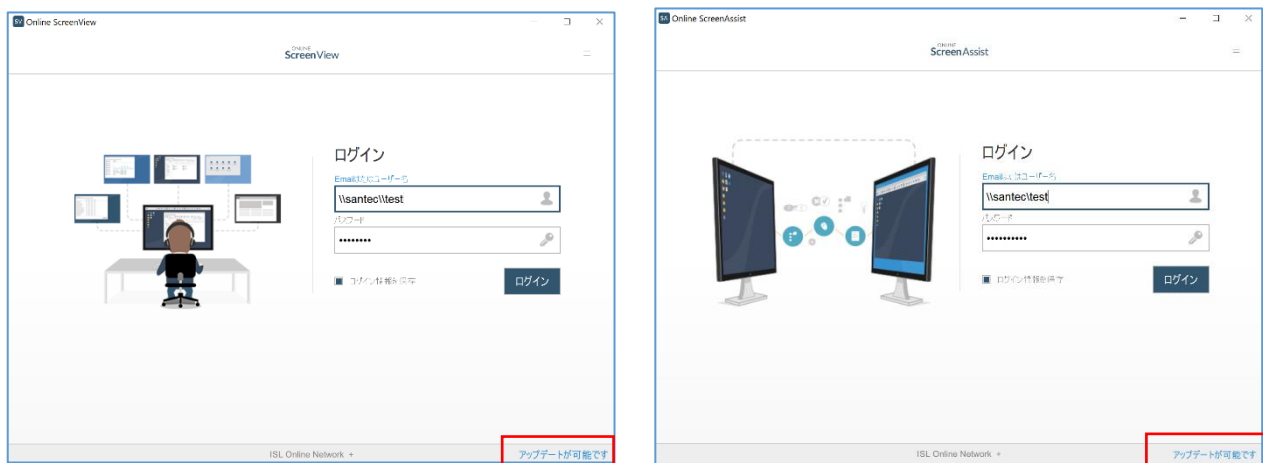 SV Online ScreenView
ONLINE
ScreenView
ログイン
Emailまたはユーザー名
\\santec\\test
パスワード
••••••••
ログイン情報を保存
ログイン
ISL Online Network +
アップデートが可能です
SA Online ScreenAssist
ONLINE
ScreenAssist
ログイン
Emailまたはユーザー名
\\santec\test
パスワード
••••••••••
ログイン情報を保存
ログイン
ISL Online Network +
アップデートが可能です